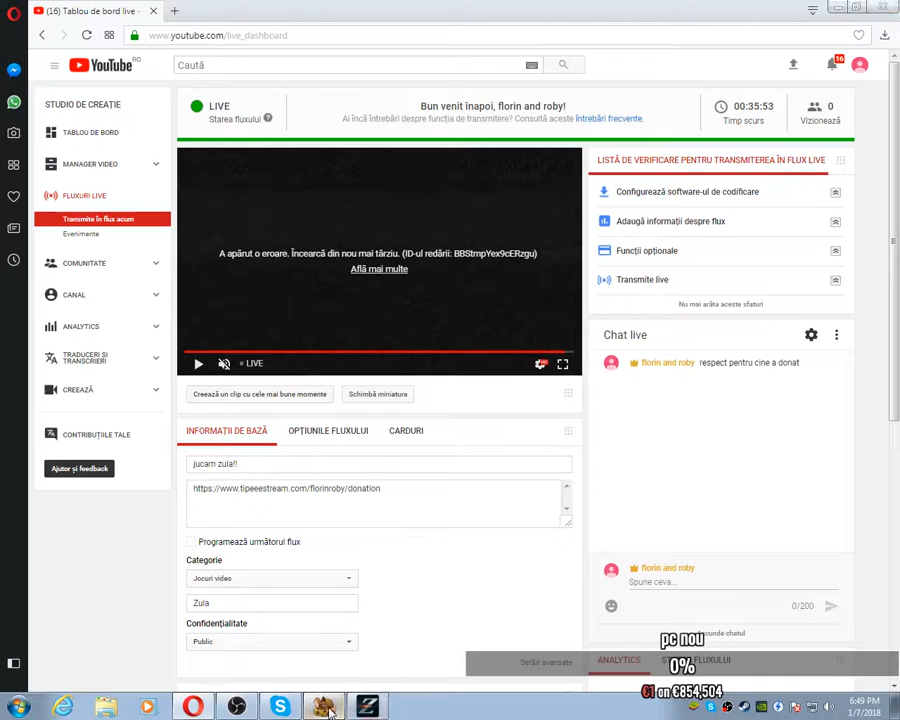 (16) Tablou de bord live -
www.youtube.com/live_dashboard
YouTube RO
Caută
16
STUDIO DE CREAȚIE
TABLOU DE BORD
MANAGER VIDEO
FLUXURI LIVE
Transmite în flux acum
Evenimente
COMUNITATE
CANAL
ANALYTICS
TRADUCERI ȘI
TRANSCRIERI
CREEAZĂ
CONTRIBUȚIILE TALE
Ajutor și feedback
LIVE
Starea fluxului
Bun venit înapoi, florin and roby!
Ai încă întrebări despre funcția de transmitere? Consultă aceste întrebări frecvente.
00:35:53
Timp scurs
0
Vizionează
A apărut o eroare. Încearcă din nou mai târziu. (ID-ul redării: BBStmpYex9cERzgu)
Află mai multe
LIVE
Creează un clip cu cele mai bune momente
Schimbă miniatura
INFORMAȚII DE BAZĂ
OPȚIUNILE FLUXULUI
CARDURI
jucam zula!!
https://www.tipeeestream.com/florinroby/donation
Programează următorul flux
Categorie
Jocuri video
Zula
Confidențialitate
Public
Setări avansate
LISTĂ DE VERIFICARE PENTRU TRANSMITEREA ÎN FLUX LIVE
Configurează software-ul de codificare
Adaugă informații despre flux
Funcții opționale
Transmite live
Nu mai arăta aceste sfaturi
Chat live
florin and roby respect pentru cine a donat
florin and roby
Spune ceva...
0/200
pc nou
0%
€1 on €854,504
ANALYTICS
6:49 PM
1/7/2018